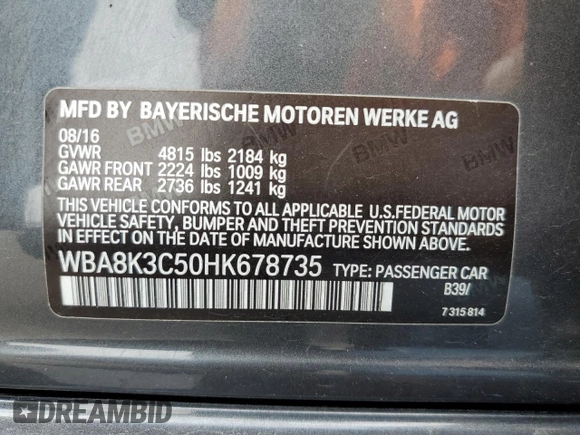 MFD BY BAYERISCHE MOTOREN WERKE AG
08/16
GVWR 4815 lbs 2184 kg
GAWR FRONT 2224 lbs 1009 kg
GAWR REAR 2736 lbs 1241 kg
THIS VEHICLE CONFORMS TO ALL APPLICABLE U.S.FEDERAL MOTOR
VEHICLE SAFETY, BUMPER AND THEFT PREVENTION STANDARDS
IN EFFECT ON THE DATE OF MANUFACTURE SHOWN ABOVE.
WBA8K3C50HK678735 TYPE: PASSENGER CAR
B39/
7 315 814
DREAMBID